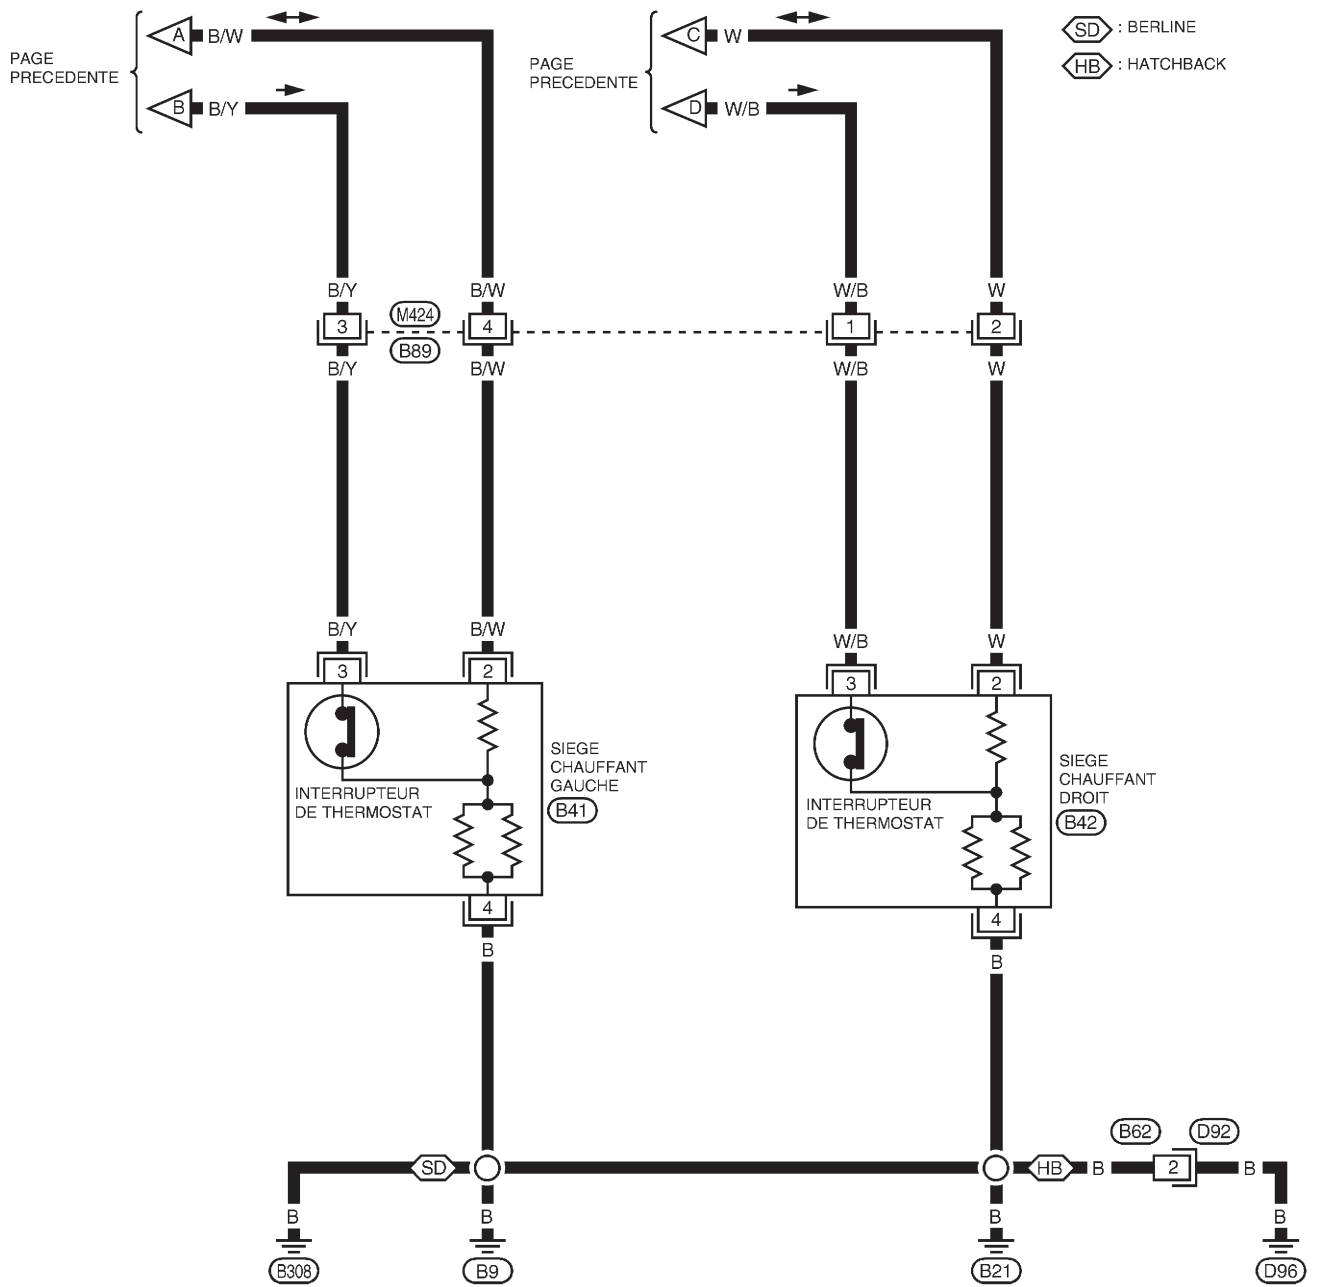 PAGE
PRECEDENTE
A B/W
B B/Y
PAGE
PRECEDENTE
C W
D W/B
SD : BERLINE
HB : HATCHBACK
B/Y B/W W/B W
3 M424 4 1 2
B89
B/Y B/W W/B W
B/Y B/W
W/B W
3 2
3 2
INTERRUPTEUR
DE THERMOSTAT
SIEGE
CHAUFFANT
GAUCHE
B41
INTERRUPTEUR
DE THERMOSTAT
SIEGE
CHAUFFANT
DROIT
B42
4
4
B
B
B62 D92
SD HB B 2 B
B B B B
B308 B9 B21 D96